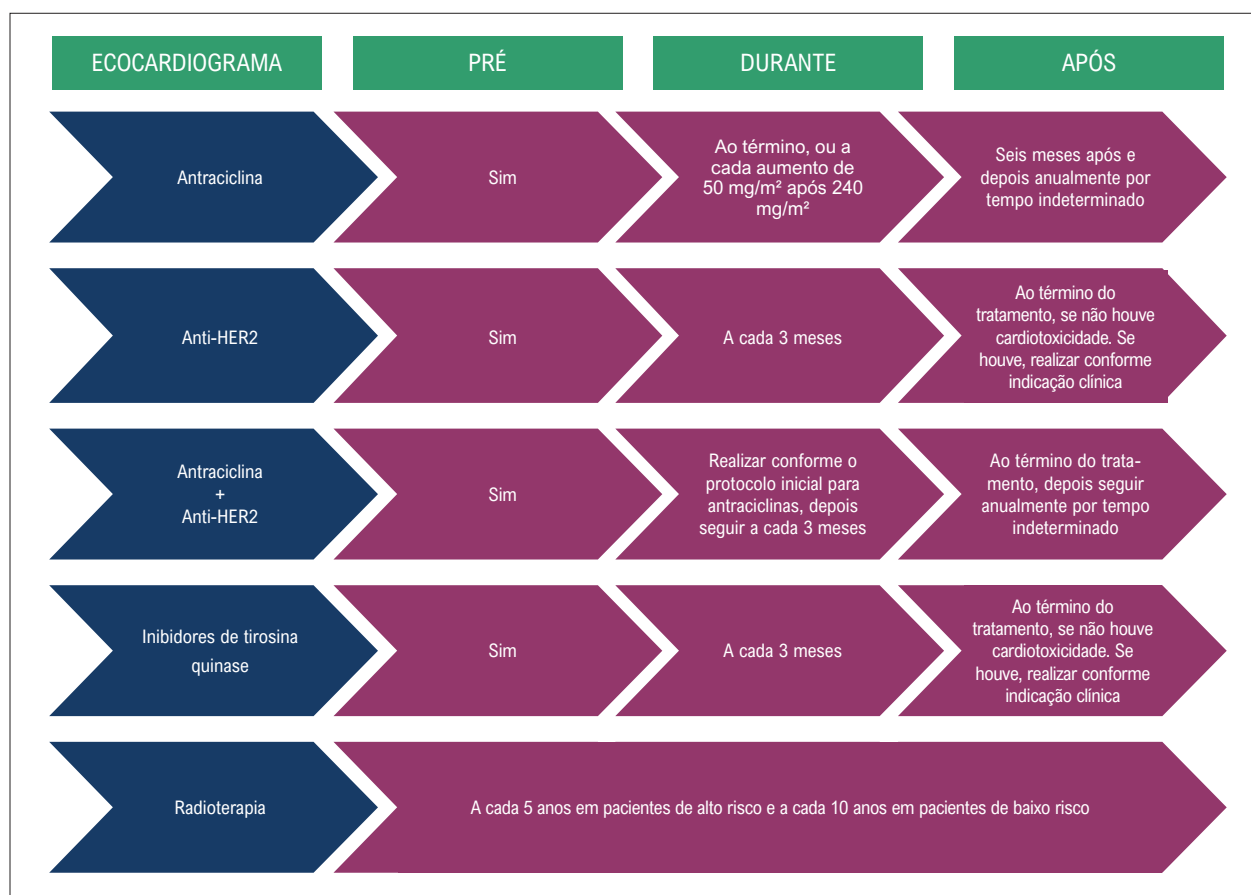 ECOCARDIOGRAMA
PRÉ
DURANTE
APÓS
Antraciclina
Sim
Ao término, ou a
cada aumento de
50 mg/m² após 240
mg/m²
Seis meses após e
depois anualmente por
tempo indeterminado
Anti-HER2
Sim
A cada 3 meses
Ao término do
tratamento, se não houve
cardiotoxicidade. Se
houve, realizar conforme
indicação clínica
Antraciclina
+
Anti-HER2
Sim
Realizar conforme o
protocolo inicial para
antraciclinas, depois
seguir a cada 3 meses
Ao término do trata-
mento, depois seguir
anualmente por tempo
indeterminado
Inibidores de tirosina
quinase
Sim
A cada 3 meses
Ao término do
tratamento, se não houve
cardiotoxicidade. Se
houve, realizar conforme
indicação clínica
Radioterapia
A cada 5 anos em pacientes de alto risco e a cada 10 anos em pacientes de baixo risco